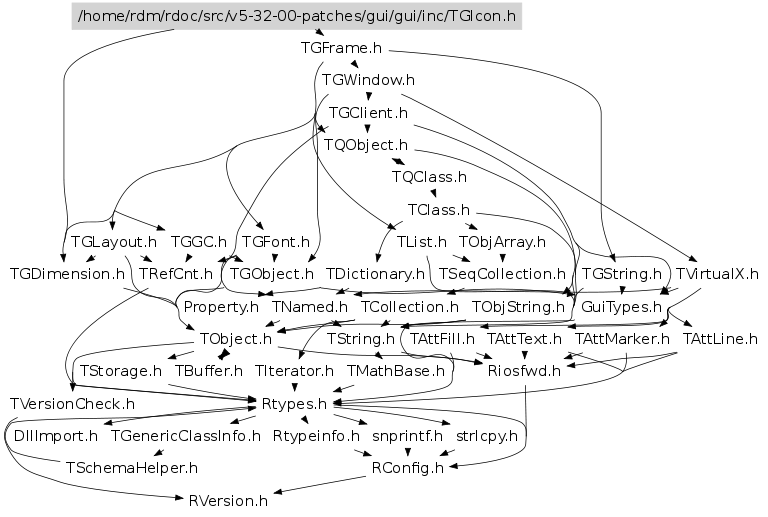 /home/rdm/rdoc/src/v5-32-00-patches/gui/gui/inc/TGIcon.h
TGFrame.h
TGWindow.h
TGClient.h
TQObject.h
TQClass.h
TClass.h
TGLayout.h TGGC.h TGFont.h TList.h TObjArray.h
TGDimension.h TRefCnt.h TGObject.h TDictionary.h TSeqCollection.h TGString.h TVirtualX.h
Property.h TNamed.h TCollection.h TObjString.h GuiTypes.h
TObject.h TString.h TAttFill.h TAttText.h TAttMarker.h TAttLine.h
TStorage.h TBuffer.h TIterator.h TMathBase.h Riosfwd.h
TVersionCheck.h Rtypes.h
DllImport.h TGenericClassInfo.h Rtypeinfo.h snprintf.h strlcpy.h
TSchemaHelper.h RConfig.h
RVersion.h